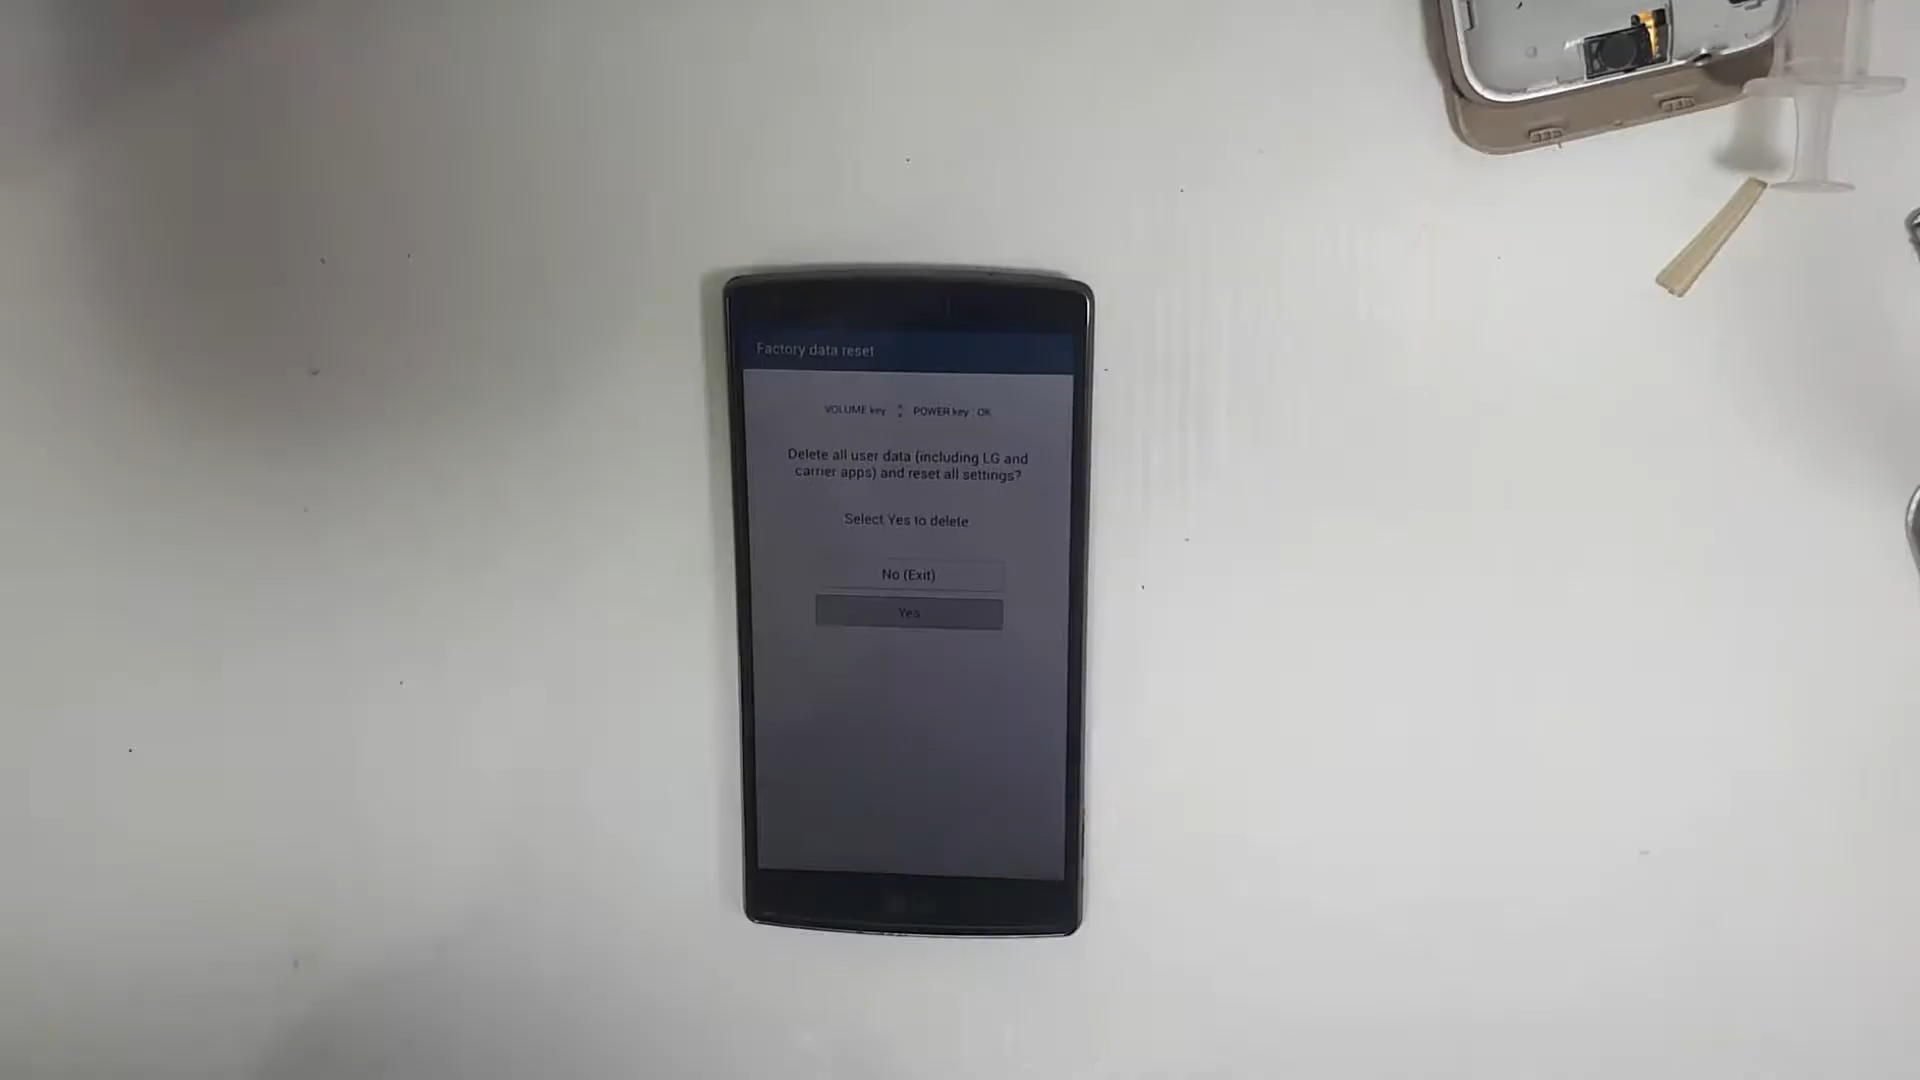 Factory data reset
VOLUME key : POWER key : OK
Delete all user data (including LG and
carrier apps) and reset all settings?
Select Yes to delete
No (Exit)
Yes